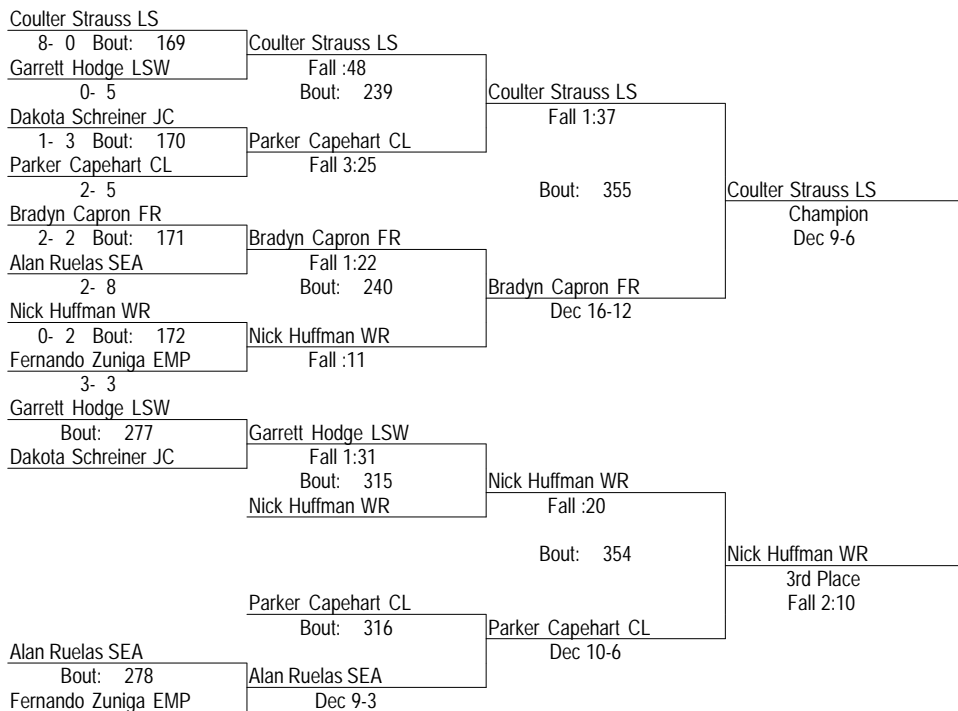 Coulter Strauss LS
8- 0 Bout: 169 Coulter Strauss LS
Garrett Hodge LSW Fall :48
0- 5 Bout: 239 Coulter Strauss LS
Dakota Schreiner JC Fall 1:37
1- 3 Bout: 170 Parker Capehart CL
Parker Capehart CL Fall 3:25
2- 5 Bout: 355 Coulter Strauss LS
Bradyn Capron FR Champion
2- 2 Bout: 171 Bradyn Capron FR Dec 9-6
Alan Ruelas SEA Fall 1:22
2- 8 Bout: 240 Bradyn Capron FR
Nick Huffman WR Dec 16-12
0- 2 Bout: 172 Nick Huffman WR
Fernando Zuniga EMP Fall :11
3- 3
Garrett Hodge LSW
Bout: 277 Garrett Hodge LSW
Dakota Schreiner JC Fall 1:31
Bout: 315 Nick Huffman WR
Nick Huffman WR Fall :20
Bout: 354 Nick Huffman WR
3rd Place
Parker Capehart CL Fall 2:10
Bout: 316 Parker Capehart CL
Alan Ruelas SEA Dec 10-6
Bout: 278 Alan Ruelas SEA
Fernando Zuniga EMP Dec 9-3